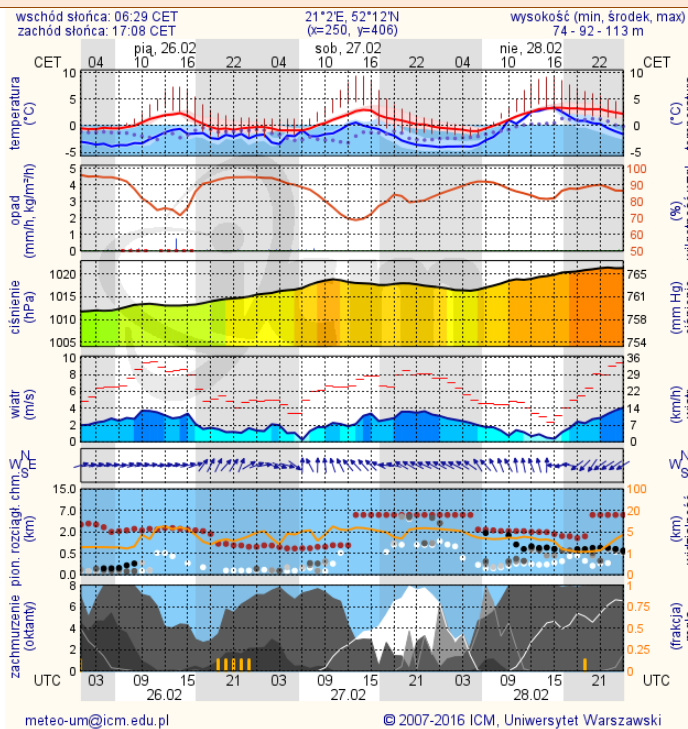 wschód słońca: 06:29 CET
zachód słońca: 17:08 CET
21°2'E, 52°12'N
(x=250, y=406)
wysokość (min, środek, max)
74 - 92 - 113 m
pią, 26.02 sob, 27.02 nie, 28.02
CET 04 10 16 22 04 10 16 22 04 10 16 22 CET
temperatura
(°C)
10 5 0 -5
10 5 0 -5
opad
(mm/h, kg/m²/h)
5 4 3 2 1 0
100 90 80 70 60 50
(%)
ciśnienie
(hPa)
1020 1015 1010 1005
765 761 758 754
(mm Hg)
wiatr
(m/s)
10 8 6 4 2 0
36 29 22 14 7 0
(km/h)
N W E S
W N S
pion. rozciągł. chm.
(km)
15.0 7.0 2.0 0.5 0.0
100 20 5 1 0
(km)
zachmurzenie
(oktanty)
8 6 4 2 0
1 0.75 0.5 0.25 0
(frakcja)
UTC 03 09 15 21 03 09 15 21 03 09 15 21 UTC
26.02 27.02 28.02
meteo-um@icm.edu.pl
© 2007-2016 ICM, Uniwersytet Warszawski